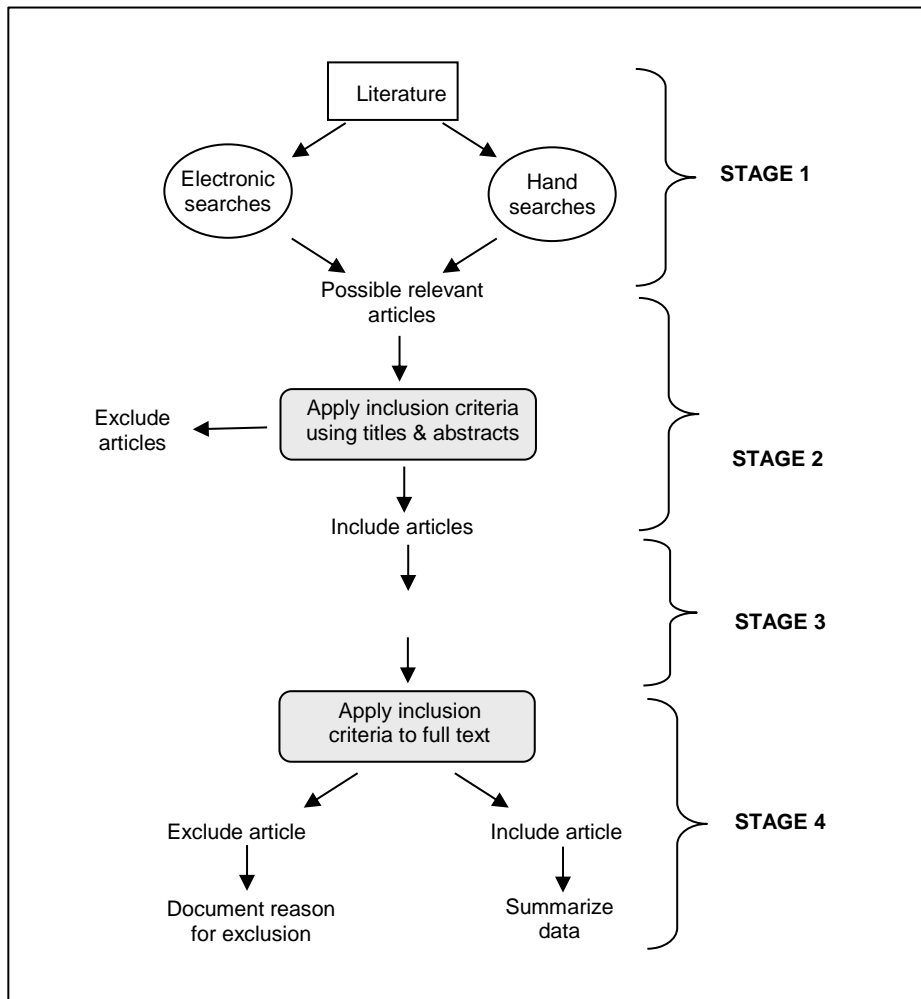 Literature
STAGE 1
Electronic
searches
Hand
searches
Possible relevant
articles
Apply inclusion criteria
using titles & abstracts
Exclude
articles
STAGE 2
Include articles
STAGE 3
Apply inclusion
criteria to full text
STAGE 4
Exclude article
Include article
Document reason
for exclusion
Summarize
data